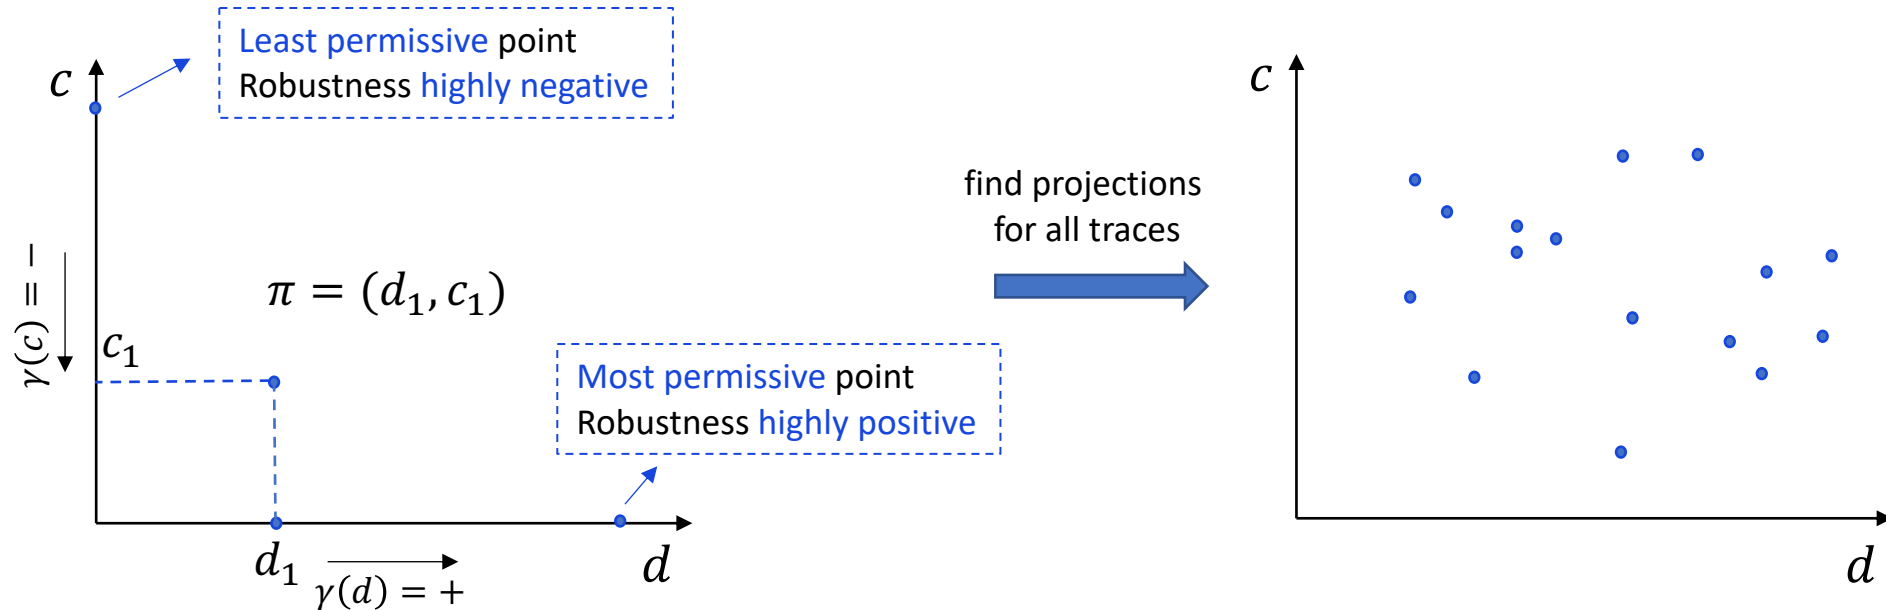 Least permissive point
Robustness highly negative
c
γ(c) = −
π = (d₁, c₁)
c₁
Most permissive point
Robustness highly positive
d₁
γ(d) = +
d
find projections
for all traces
c
d